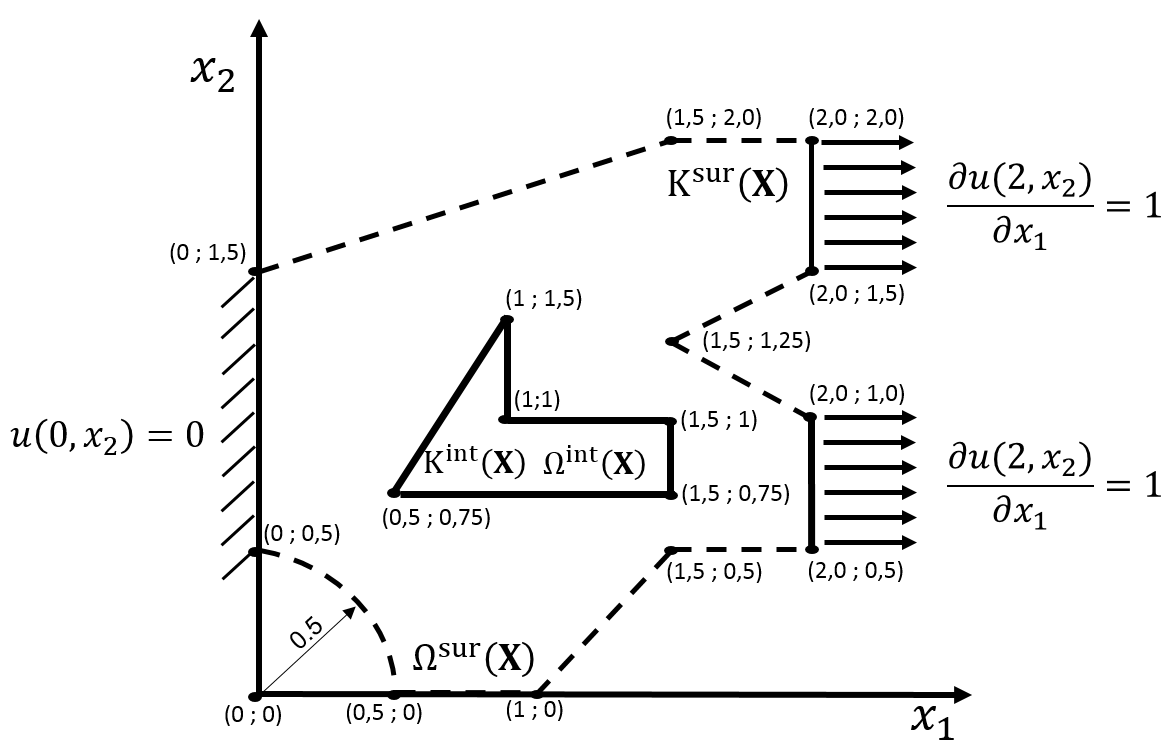 x₂
(1,5 ; 2,0)
(2,0 ; 2,0)
Kˢᵘʳ(X)
∂u(2, x₂)
∂x₁
= 1
(0 ; 1,5)
(2,0 ; 1,5)
(1 ; 1,5)
(1,5 ; 1,25)
(2,0 ; 1,0)
(1;1)
(1,5 ; 1)
u(0, x₂) = 0
Kⁱⁿᵗ(X) Ωⁱⁿᵗ(X)
∂u(2, x₂)
∂x₁
= 1
(1,5 ; 0,75)
(0,5 ; 0,75)
(0 ; 0,5)
(1,5 ; 0,5)
(2,0 ; 0,5)
0.5
Ωˢᵘʳ(X)
(0 ; 0)
(0,5 ; 0)
(1 ; 0)
x₁